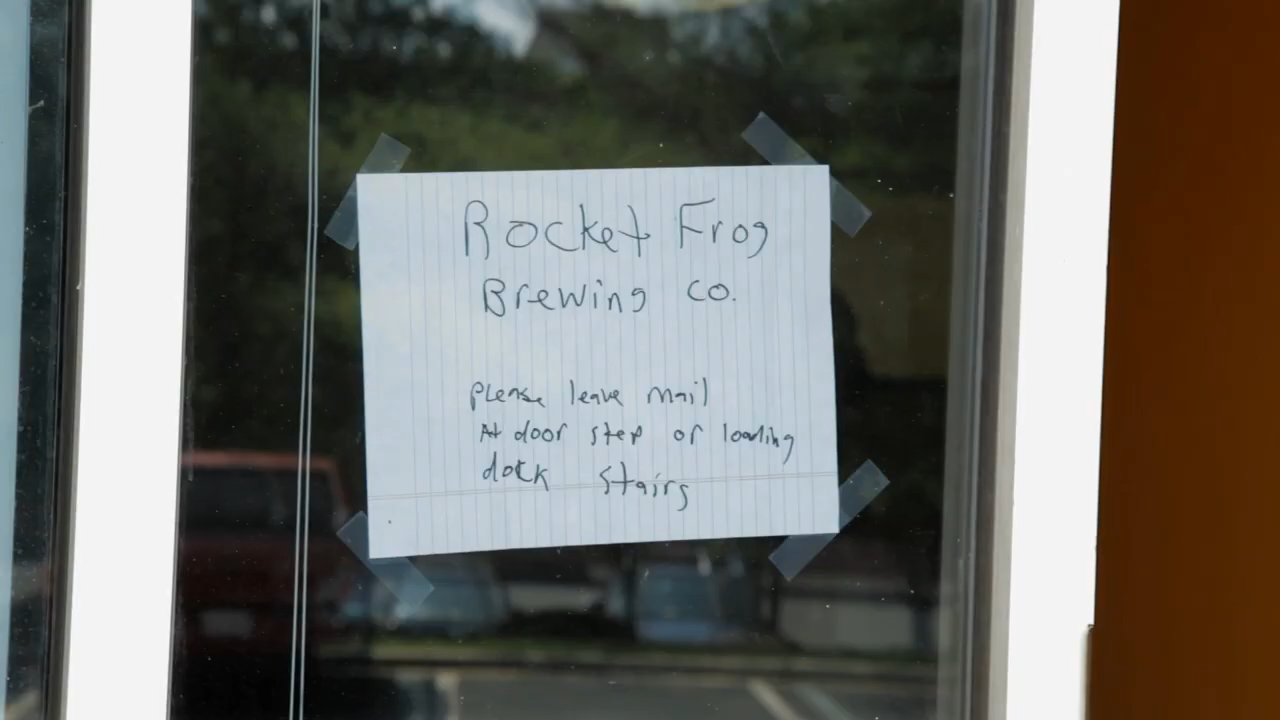 Rocket Frog
Brewing co.
please leave mail
At door step or loading
dock stairs